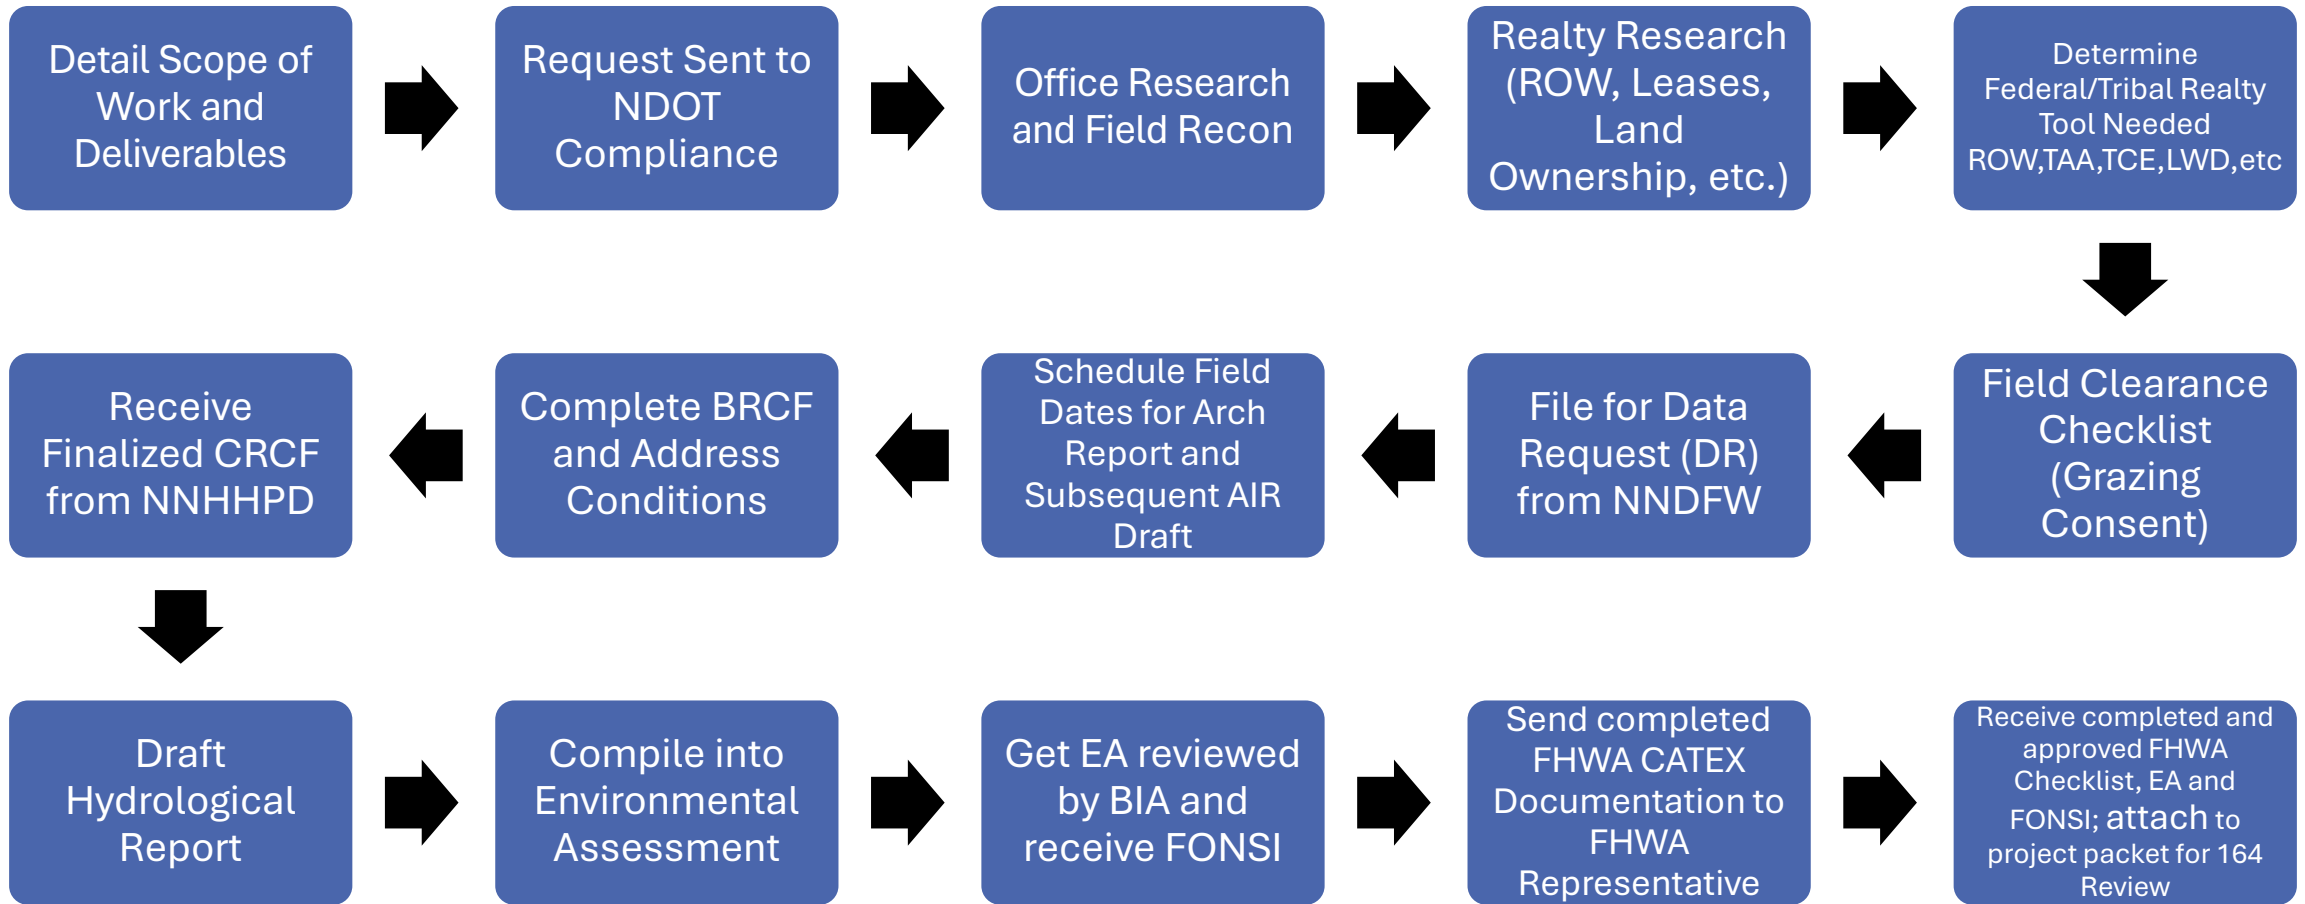 Detail Scope of
Work and
Deliverables
Request Sent to
NDOT
Compliance
Office Research
and Field Recon
Realty Research
(ROW, Leases,
Land
Ownership, etc.)
Determine
Federal/Tribal Realty
Tool Needed
ROW,TAA,TCE,LWD,etc
Field Clearance
Checklist
(Grazing
Consent)
File for Data
Request (DR)
from NNDFW
Schedule Field
Dates for Arch
Report and
Subsequent AIR
Draft
Complete BRCF
and Address
Conditions
Receive
Finalized CRCF
from NNHHPD
Draft
Hydrological
Report
Compile into
Environmental
Assessment
Get EA reviewed
by BIA and
receive FONSI
Send completed
FHWA CATEX
Documentation to
FHWA
Representative
Receive completed and
approved FHWA
Checklist, EA and
FONSI; attach to
project packet for 164
Review